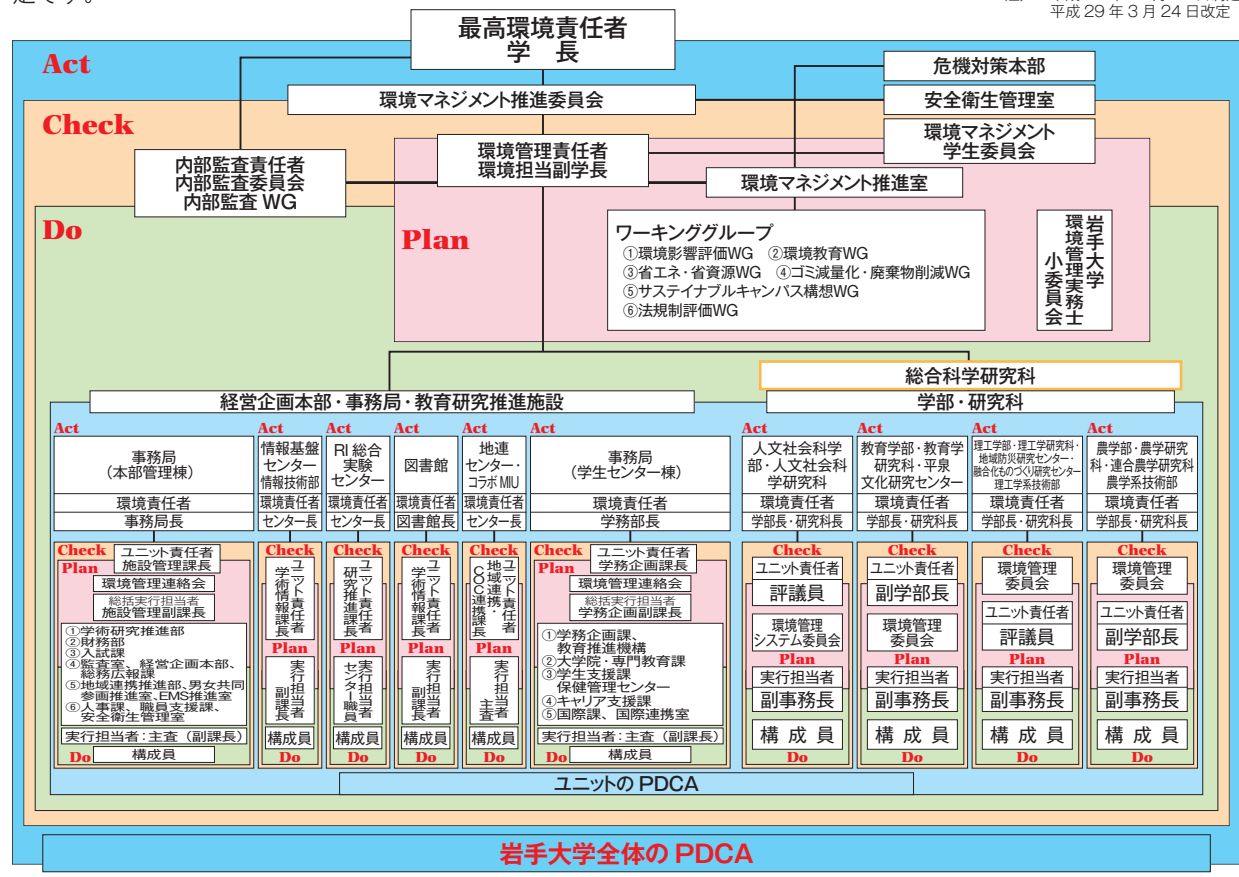 定です。
平成 29 年 3 月 24 日改定
最高環境責任者
学　長
Act
危機対策本部
環境マネジメント推進委員会
安全衛生管理室
Check
環境マネジメント
学生委員会
環境管理責任者
環境担当副学長
内部監査責任者
内部監査委員会
内部監査 WG
環境マネジメント推進室
Do
Plan
ワーキンググループ
①環境影響評価WG　②環境教育WG
③省エネ・省資源WG　④ゴミ減量化・廃棄物削減WG
⑤サステイナブルキャンパス構想WG
⑥法規制評価WG
岩手大学
環境管理実務士
小委員会
総合科学研究科
経営企画本部・事務局・教育研究推進施設
学部・研究科
Act
事務局
(本部管理棟)
環境責任者
事務局長
Check
ユニット責任者
施設管理課長
Plan
環境管理連絡会
総括実行担当者
施設管理副課長
①学術研究推進部
②財務部
③入試課
④監査室、経営企画本部、
総務広報課
⑤地域連携推進部、男女共同
参画推進室、EMS推進室
⑥人事課、職員支援課、
安全衛生管理室
実行担当者：主査（副課長）
Do
構成員
Act
情報基盤
センター・
情報技術部
環境責任者
センター長
Check
ユニット責任者
学術情報課長
Plan
実行担当者
副課長
構成員
Do
Act
RI 総合
実験
センター
環境責任者
センター長
Check
ユニット責任者
研究推進課長
Plan
実行担当者
センター職員
構成員
Do
Act
図書館
環境責任者
図書館長
Check
ユニット責任者
学術情報課長
Plan
実行担当者
副課長
構成員
Do
Act
地連
センター・
コラボ MIU
環境責任者
センター長
Check
ユニット責任者
地域連携・
COC連携課長
Plan
実行担当者
主査
構成員
Do
Act
事務局
(学生センター棟)
環境責任者
学務部長
Check
ユニット責任者
学務企画課長
Plan
環境管理連絡会
総括実行担当者
学務企画副課長
①学務企画課、
教育推進機構
②大学院・専門教育課
③学生支援課
保健管理センター
④キャリア支援課
⑤国際課、国際連携室
実行担当者：主査（副課長）
Do
構成員
Act
人文社会科学
部・人文社会科
学研究科
環境責任者
学部長・研究科長
Check
ユニット責任者
評議員
環境管理
システム委員会
Plan
実行担当者
副事務長
構 成 員
Do
Act
教育学部・教育学
研究科・平泉
文化研究センター
環境責任者
学部長・研究科長
Check
ユニット責任者
副学部長
環境管理
委員会
Plan
実行担当者
副事務長
構 成 員
Do
Act
理工学部・理工学研究科・
地域防災研究センター・
融合化ものづくり研究センター
理工学系技術部
環境責任者
学部長・研究科長
Check
環境管理
委員会
ユニット責任者
評議員
Plan
実行担当者
副事務長
構 成 員
Do
Act
農学部・農学研究
科・連合農学研究科
農学系技術部
環境責任者
学部長・研究科長
Check
環境管理
委員会
ユニット責任者
副学部長
Plan
実行担当者
副事務長
構 成 員
Do
ユニットの PDCA
岩手大学全体の PDCA